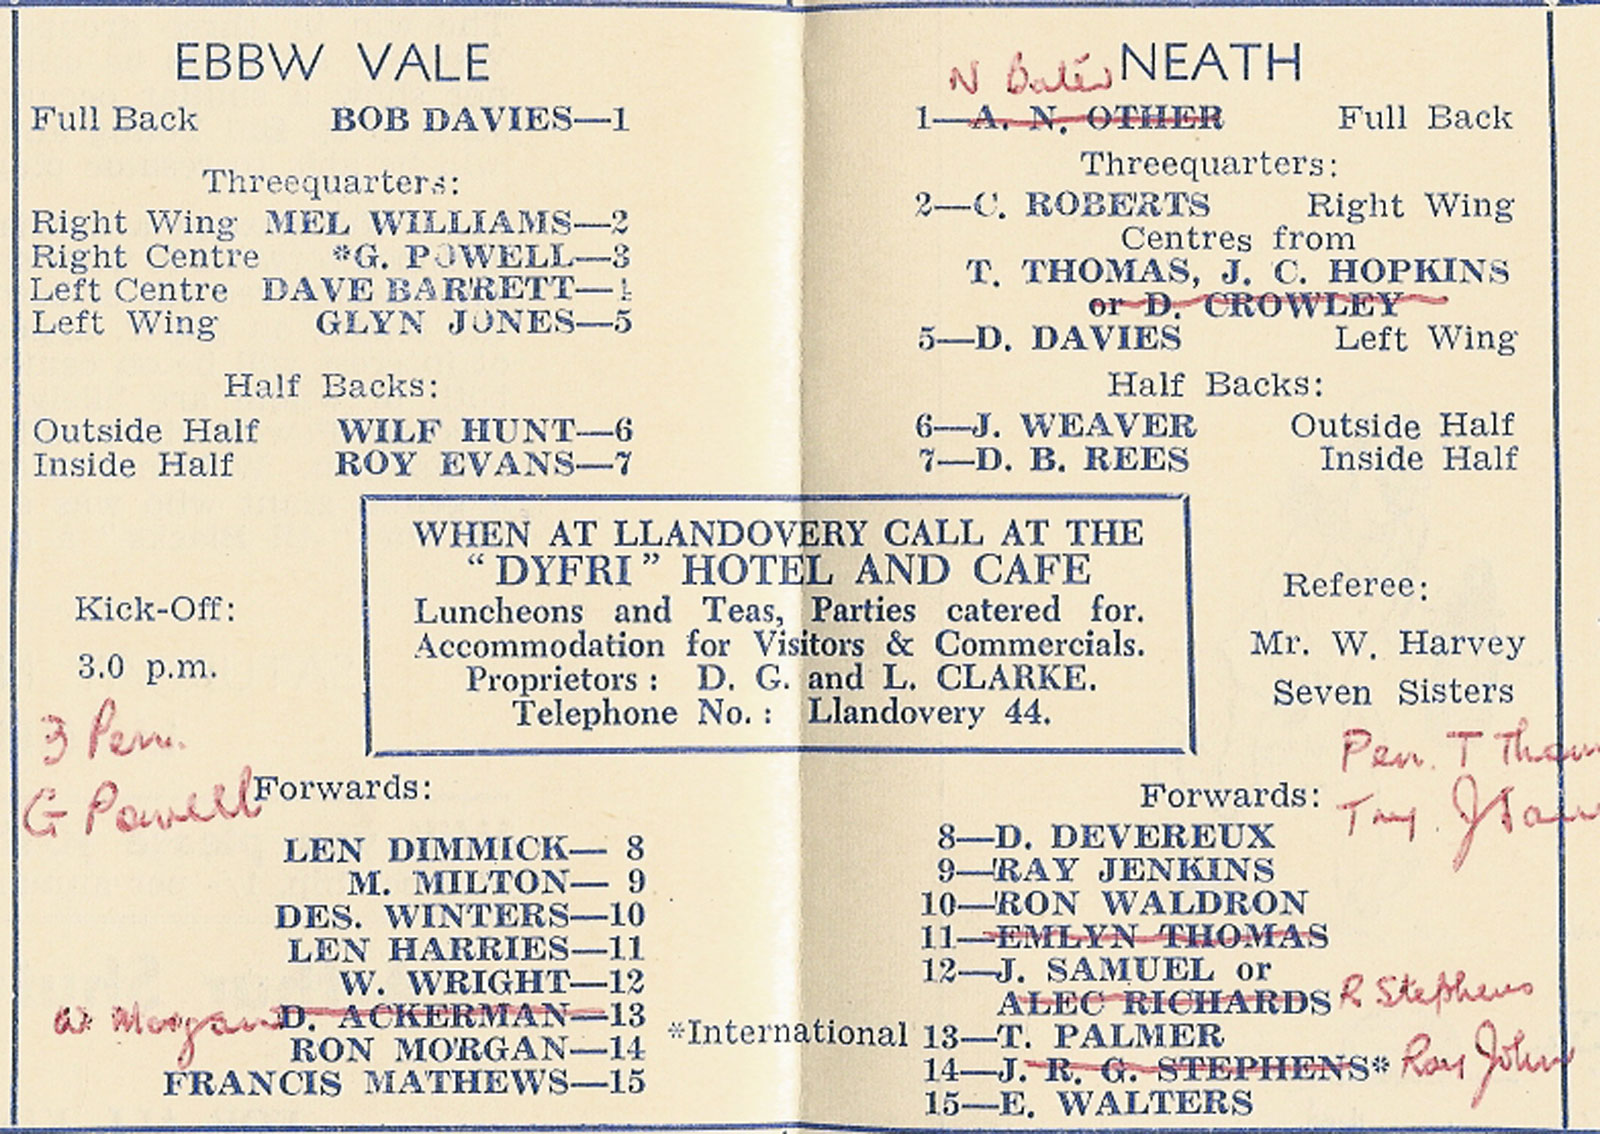 EBBW VALE
Full Back BOB DAVIES—1
Threequarters:
Right Wing MEL WILLIAMS—2
Right Centre *G. POWELL—3
Left Centre DAVE BARRETT—4
Left Wing GLYN JONES—5
Half Backs:
Outside Half WILF HUNT—6
Inside Half ROY EVANS—7
NEATH
N Bater
1—A. N. OTHER Full Back
Threequarters:
2—C. ROBERTS Right Wing
Centres from
T. THOMAS, J. C. HOPKINS
or D. CROWLEY
5—D. DAVIES Left Wing
Half Backs:
6—J. WEAVER Outside Half
7—D. B. REES Inside Half
WHEN AT LLANDOVERY CALL AT THE
“DYFRI” HOTEL AND CAFE
Luncheons and Teas, Parties catered for.
Accommodation for Visitors & Commercials.
Proprietors: D. G. and L. CLARKE.
Telephone No.: Llandovery 44.
Kick-Off:
3.0 p.m.
Referee:
Mr. W. Harvey
Seven Sisters
3 Pen.
G Powell
Forwards:
LEN DIMMICK— 8
M. MILTON— 9
DES. WINTERS—10
LEN HARRIES—11
W. WRIGHT—12
W Morgan D. ACKERMAN—13
RON MORGAN—14
FRANCIS MATHEWS—15
*International
Pen. T Thom
Try. J
Forwards:
8—D. DEVEREUX
9—RAY JENKINS
10—RON WALDRON
11—EMLYN THOMAS
12—J. SAMUEL or
ALEC RICHARDS R Stephens
13—T. PALMER
14—J. R. G. STEPHENS* Ray John
15—E. WALTERS